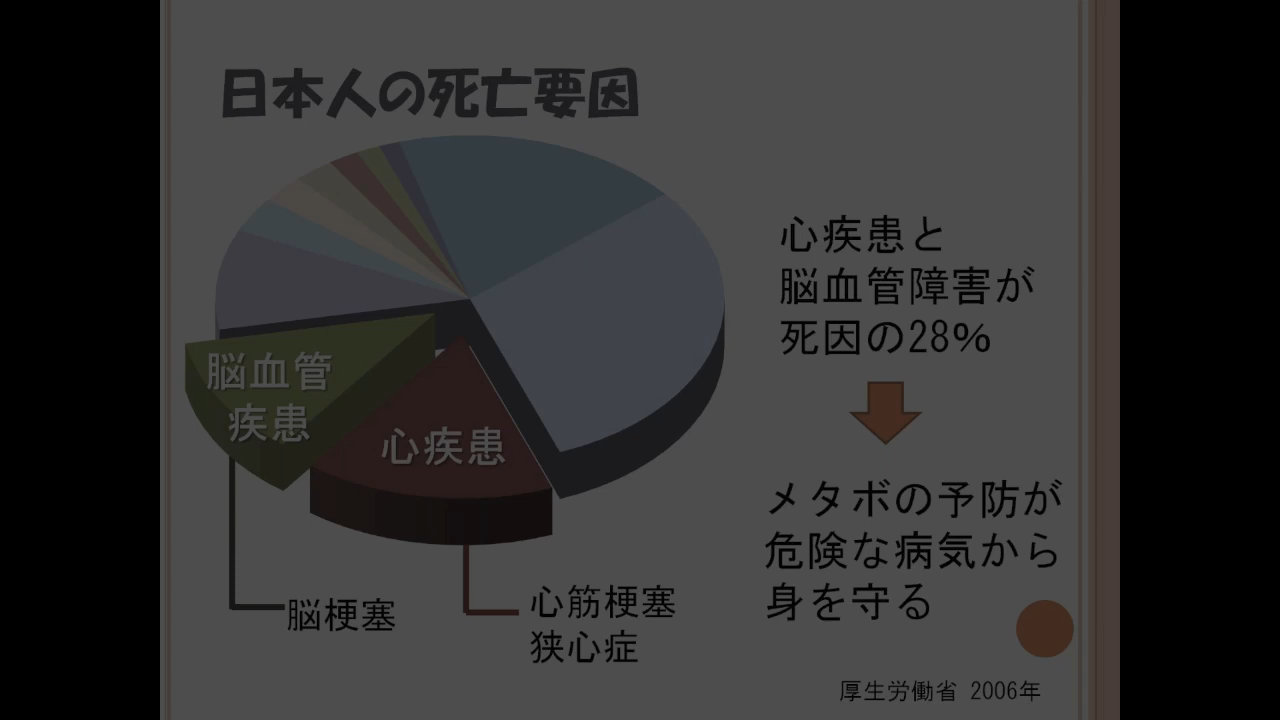 日本人の死亡要因
心疾患と
脳血管障害が
死因の28%
脳血管
疾患
心疾患
メタボの予防が
危険な病気から
身を守る
脳梗塞
心筋梗塞
狭心症
厚生労働省 2006年